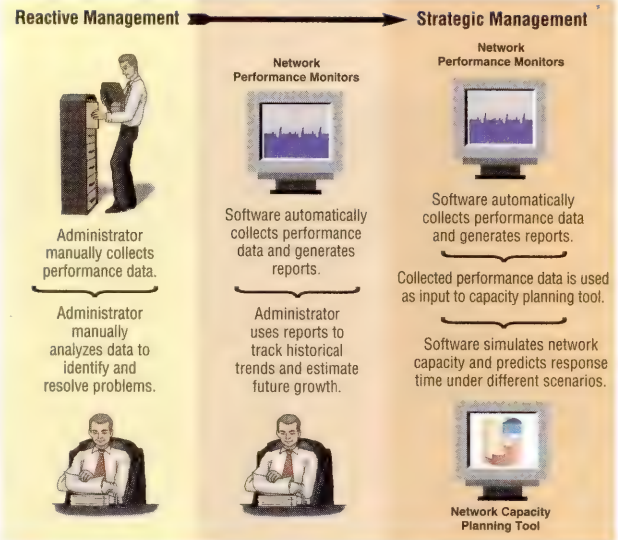 Reactive Management
Strategic Management
Administrator
manually collects
performance data.
Administrator
manually
analyzes data to
identify and
resolve problems.
Network
Performance Monitors
Software automatically
collects performance
data and generates
reports.
Administrator
uses reports to
track historical
trends and estimate
future growth.
Network
Performance Monitors
Software automatically
collects performance data
and generates reports.
Collected performance data is used
as input to capacity planning tool.
Software simulates network
capacity and predicts response
time under different scenarios.
Network Capacity
Planning Tool